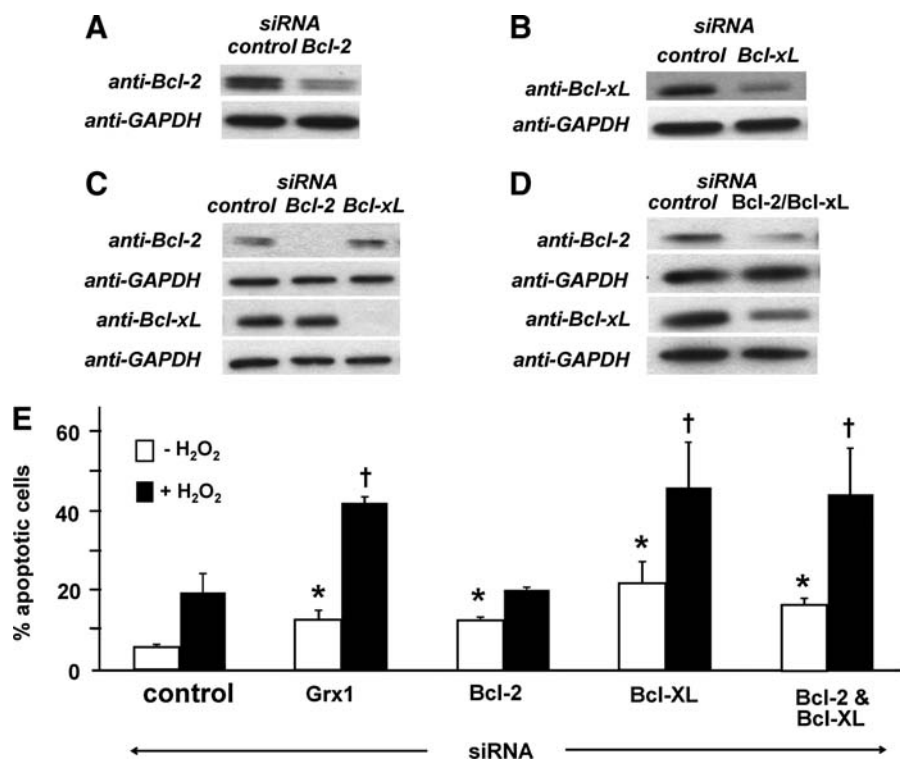 A
siRNA
control Bcl-2
anti-Bcl-2
anti-GAPDH
B
siRNA
control Bcl-xL
anti-Bcl-xL
anti-GAPDH
C
siRNA
control Bcl-2 Bcl-xL
anti-Bcl-2
anti-GAPDH
anti-Bcl-xL
anti-GAPDH
D
siRNA
control Bcl-2/Bcl-xL
anti-Bcl-2
anti-GAPDH
anti-Bcl-xL
anti-GAPDH
E
% apoptotic cells
60
40
20
0
- H₂O₂
+ H₂O₂
*
†
*
*
†
*
†
control
Grx1
Bcl-2
Bcl-XL
Bcl-2 &
Bcl-XL
siRNA